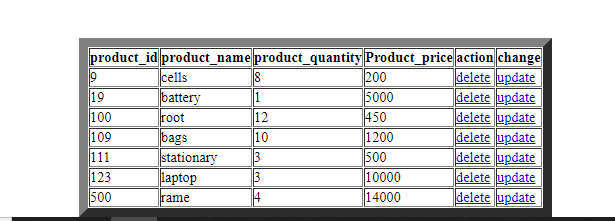 product_id product_name product_quantity Product_price action change
9 cells 8 200 delete update
19 battery 1 5000 delete update
100 root 12 450 delete update
109 bags 10 1200 delete update
111 stationary 3 500 delete update
123 laptop 3 10000 delete update
500 rame 4 14000 delete update